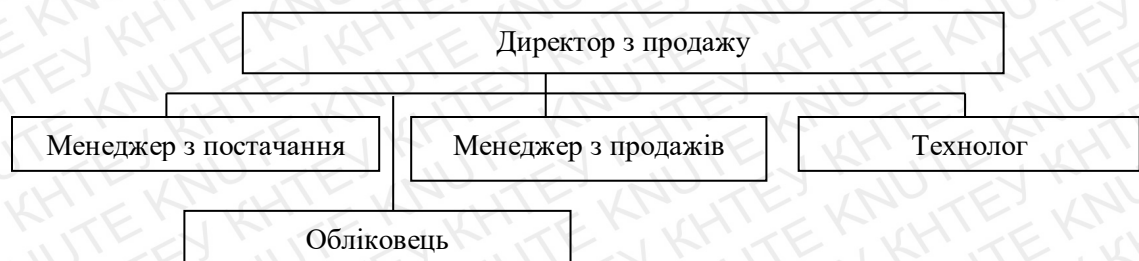 Директор з продажу
Менеджер з постачання
Менеджер з продажів
Технолог
Обліковець